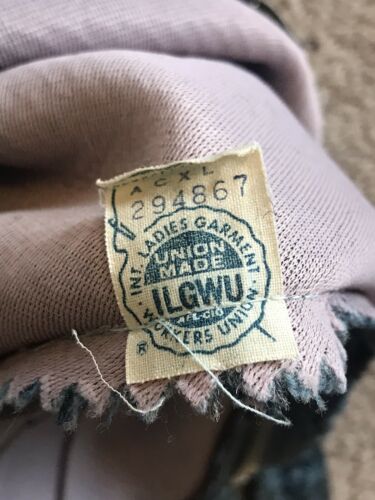 ACXL
294867
INT. LADIES GARMENT
UNION
MADE
ILGWU
AFL-CIO
WORKERS UNION
®